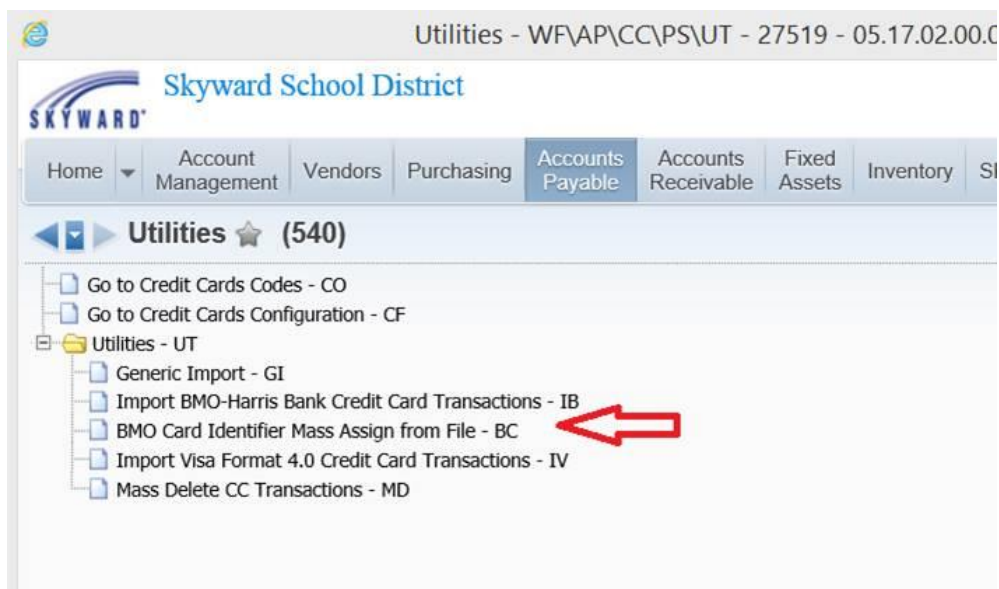 Utilities - WF\AP\CC\PS\UT - 27519 - 05.17.02.00.0
Skyward School District
SKYWARD
Home Account Management Vendors Purchasing Accounts Payable Accounts Receivable Fixed Assets Inventory
Utilities (540)
Go to Credit Cards Codes - CO
Go to Credit Cards Configuration - CF
Utilities - UT
Generic Import - GI
Import BMO-Harris Bank Credit Card Transactions - IB
BMO Card Identifier Mass Assign from File - BC
Import Visa Format 4.0 Credit Card Transactions - IV
Mass Delete CC Transactions - MD